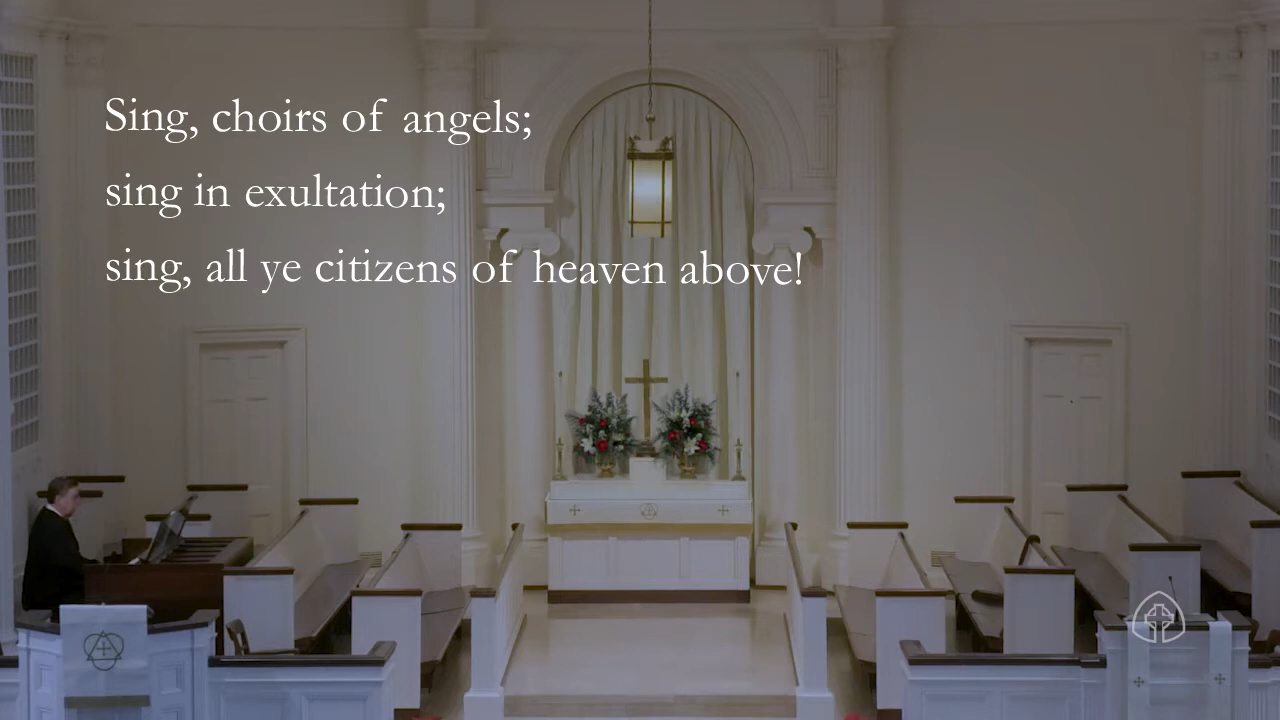 Sing, choirs of angels;
sing in exultation;
sing, all ye citizens of heaven above!